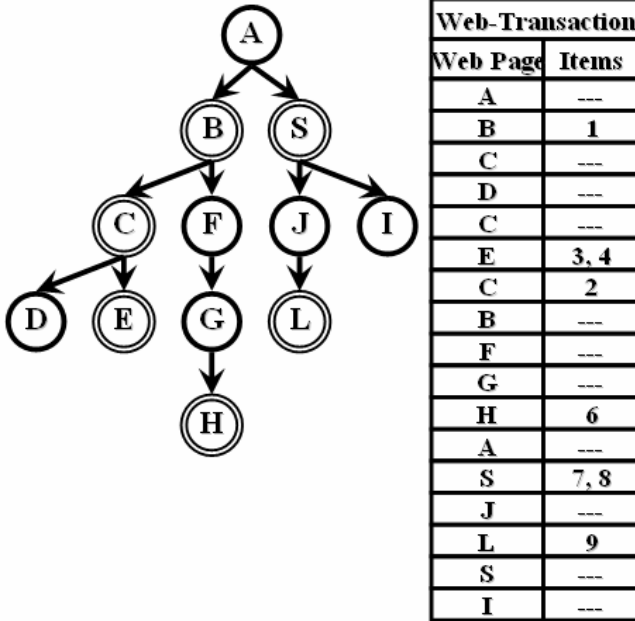 A
B S
C F J I
D E G L
H
Web-Transaction
Web Page Items
A ---
B 1
C ---
D ---
C ---
E 3, 4
C 2
B ---
F ---
G ---
H 6
A ---
S 7, 8
J ---
L 9
S ---
I ---